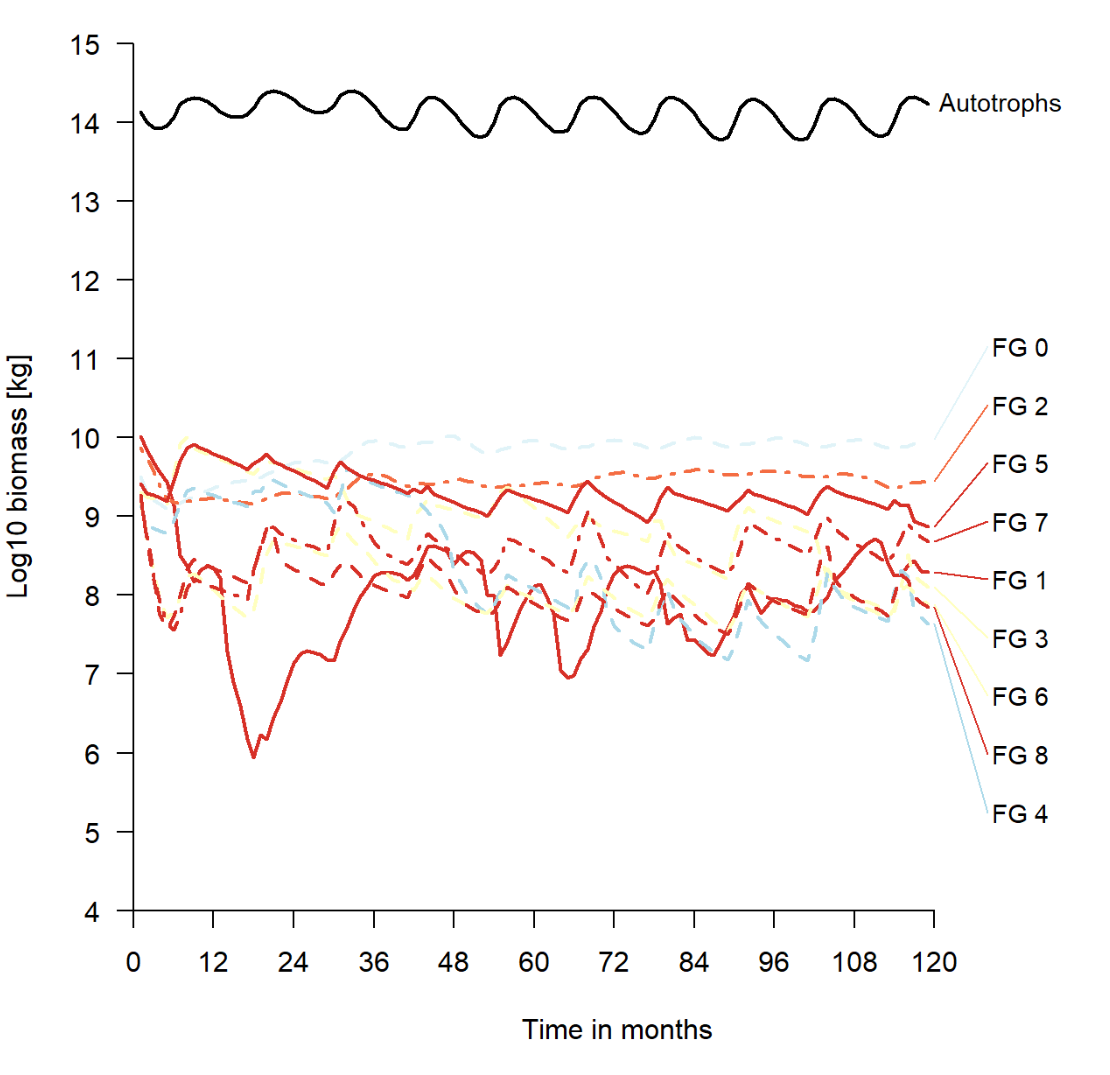 15
14
13
12
11
10
9
8
7
6
5
4
Log10 biomass [kg]
Autotrophs
FG 0
FG 2
FG 5
FG 7
FG 1
FG 3
FG 6
FG 8
FG 4
0 12 24 36 48 60 72 84 96 108 120
Time in months